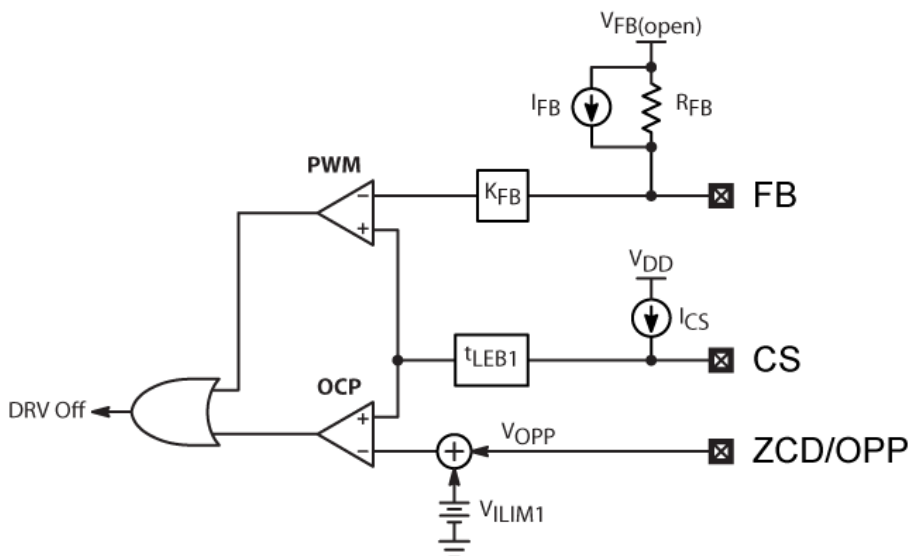 VFB(open)
IFB
RFB
PWM
−
KFB
FB
+
VDD
ICS
tLEB1
CS
OCP
DRV Off
+
−
VOPP
ZCD/OPP
+
VILIM1